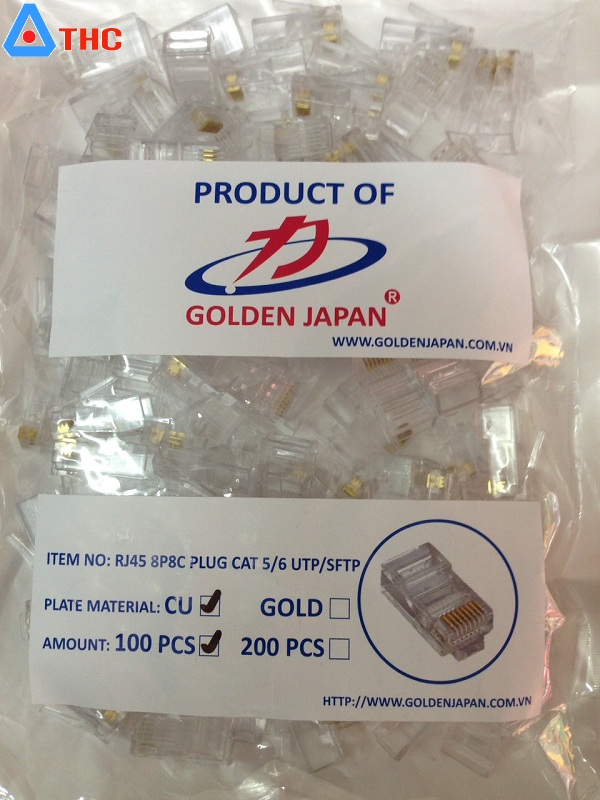 THC
PRODUCT OF
力
GOLDEN JAPAN ®
WWW.GOLDENJAPAN.COM.VN
ITEM NO: RJ45 8P8C PLUG CAT 5/6 UTP/SFTP
PLATE MATERIAL: CU GOLD
AMOUNT: 100 PCS 200 PCS
HTTP://WWW.GOLDENJAPAN.COM.VN